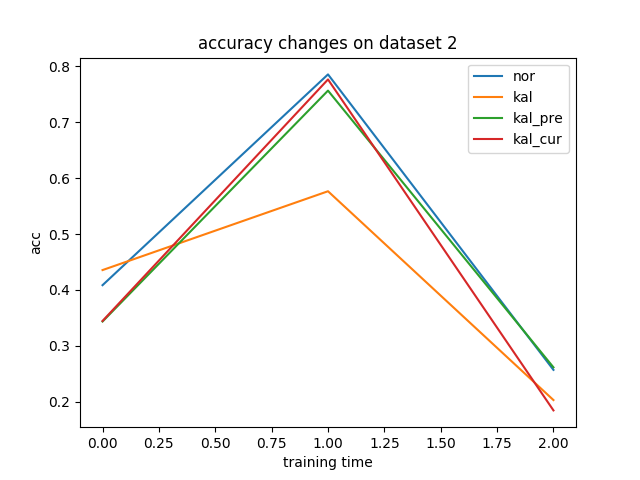 accuracy changes on dataset 2
nor
kal
kal_pre
kal_cur
acc
0.8
0.7
0.6
0.5
0.4
0.3
0.2
0.00 0.25 0.50 0.75 1.00 1.25 1.50 1.75 2.00
training time